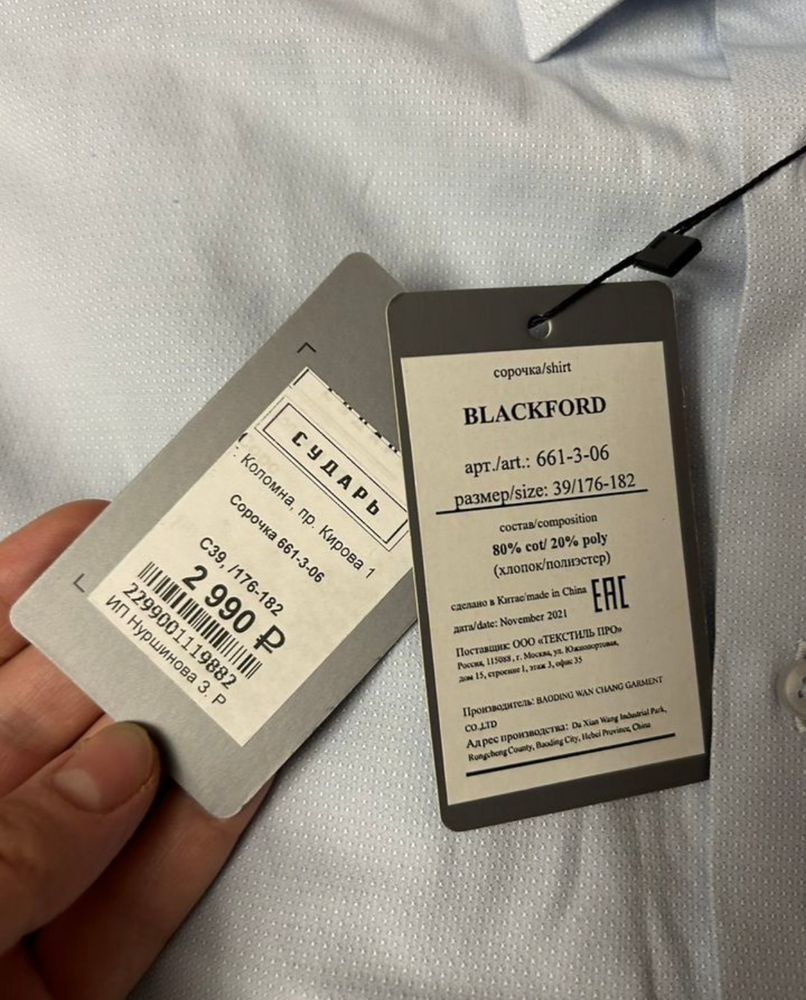 СУДАРЬ
: Коломна, пр. Кирова 1
Сорочка 661-3-06
С39, /176-182
2 990 ₽
2299001119882
ИП Нуршинова З. Р
сорочка/shirt
BLACKFORD
арт./art.: 661-3-06
размер/size: 39/176-182
состав/composition
80% cot/ 20% poly
(хлопок/полиэстер)
сделано в Китае/made in China
EAC
дата/date: November 2021
Поставщик: ООО «ТЕКСТИЛЬ ПРО»
Россия, 115088, г. Москва, ул. Южнопортовая,
дом 15, строение 1, этаж 3, офис 35
Производитель: BAODING WAN CHANG GARMENT
CO.,LTD
Адрес производства: Da Xian Wang Industrial Park,
Rongcheng County, Baoding City, Hebei Province, China